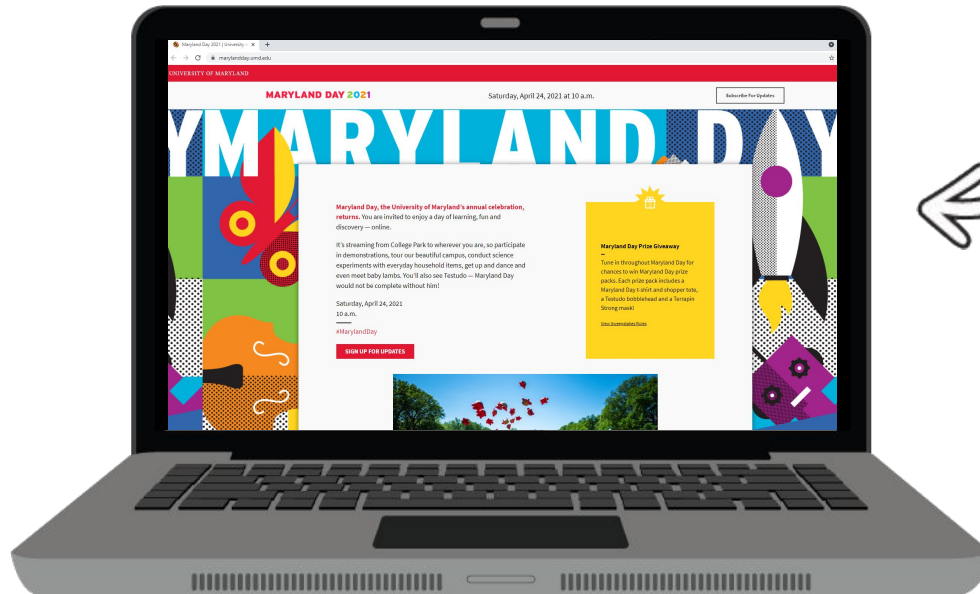 Maryland Day 2021 | University -
marylandday.umd.edu
UNIVERSITY OF MARYLAND
MARYLAND DAY 2021
Saturday, April 24, 2021 at 10 a.m.
Subscribe For Updates
YMARYLAND DAY
Maryland Day, the University of Maryland's annual celebration,
returns. You are invited to enjoy a day of learning, fun and
discovery — online.
It's streaming from College Park to wherever you are, so participate
in demonstrations, tour our beautiful campus, conduct science
experiments with everyday household items, get up and dance and
even meet baby lambs. You'll also see Testudo — Maryland Day
would not be complete without him!
Saturday, April 24, 2021
10 a.m.
#MarylandDay
SIGN UP FOR UPDATES
Maryland Day Prize Giveaway
Tune in throughout Maryland Day for
chances to win Maryland Day prize
packs. Each prize pack includes a
Maryland Day t-shirt and shopper tote,
a Testudo bobblehead and a Terrapin
Strong mask!
View Sweepstakes Rules